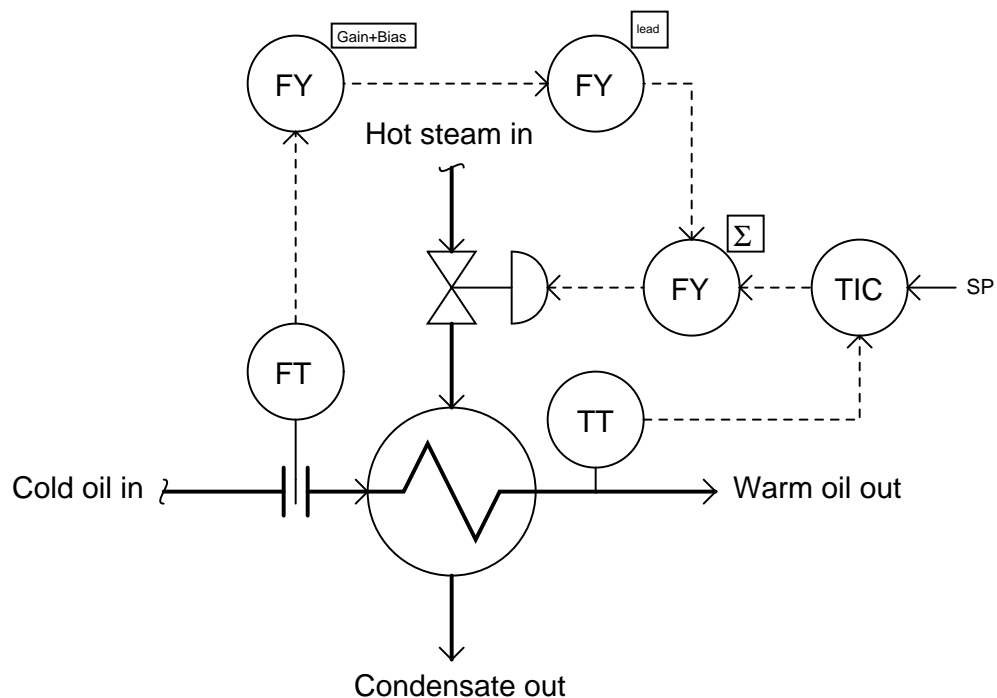 Gain+Bias
lead
FY
FY
Hot steam in
Σ
FY
TIC
SP
FT
TT
Cold oil in
Warm oil out
Condensate out